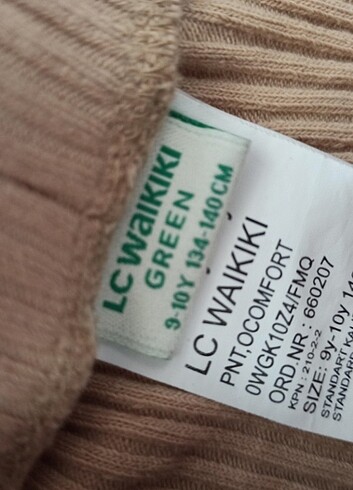 LC Waikiki
GREEN
9-10Y 134-140CM
LC WAIKIKI
PNT,OCOMFORT
0WGK10Z4/FMQ
ORD.NR : 660207
KPN : 210-2-2
SIZE: 9y-10y
STANDART
STANDART